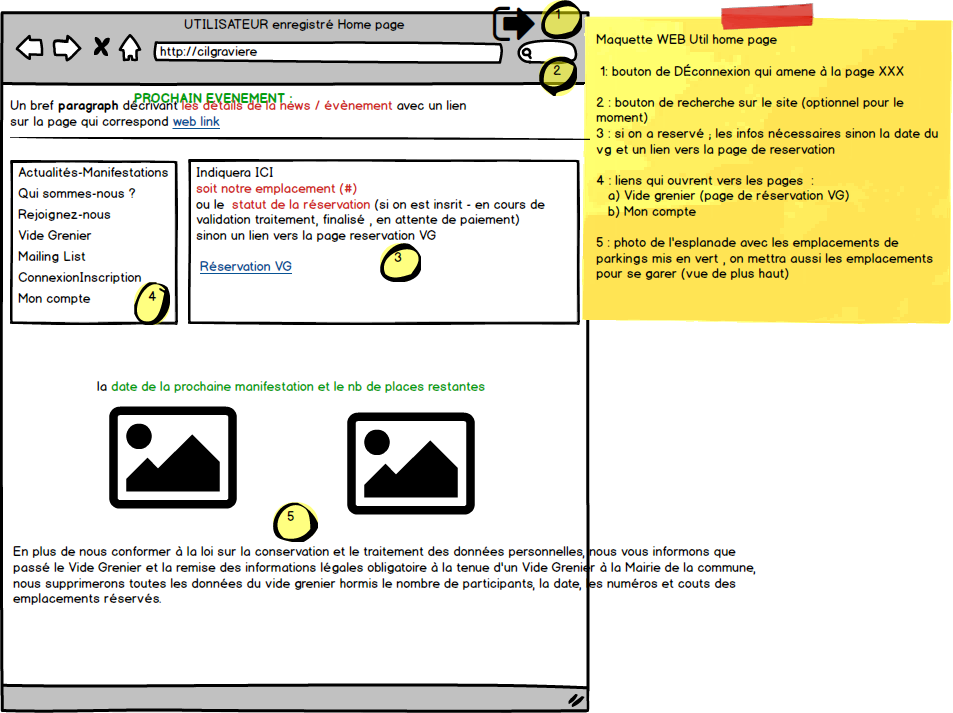 UTILISATEUR enregistré Home page
http://cilgraviere
1
2
PROCHAIN EVENEMENT :
Un bref paragraph décrivant les détails de la news / évènement avec un lien
sur la page qui correspond web link
Actualités-Manifestations
Qui sommes-nous ?
Rejoignez-nous
Vide Grenier
Mailing List
ConnexionInscription
Mon compte
4
Indiquera ICI
soit notre emplacement (#)
ou le statut de la réservation (si on est insrit - en cours de
validation traitement, finalisé , en attente de paiement)
sinon un lien vers la page reservation VG
Réservation VG
3
la date de la prochaine manifestation et le nb de places restantes
5
En plus de nous conformer à la loi sur la conservation et le traitement des données personnelles, nous vous informons que
passé le Vide Grenier et la remise des informations légales obligatoire à la tenue d'un Vide Grenier à la Mairie de la commune,
nous supprimerons toutes les données du vide grenier hormis le nombre de participants, la date, les numéros et couts des
emplacements réservés.
Maquette WEB Util home page
1: bouton de DÉconnexion qui amene à la page XXX
2 : bouton de recherche sur le site (optionnel pour le
moment)
3 : si on a reservé ; les infos nécessaires sinon la date du
vg et un lien vers la page de reservation
4 : liens qui ouvrent vers les pages :
a) Vide grenier (page de réservation VG)
b) Mon compte
5 : photo de l'esplanade avec les emplacements de
parkings mis en vert , on mettra aussi les emplacements
pour se garer (vue de plus haut)